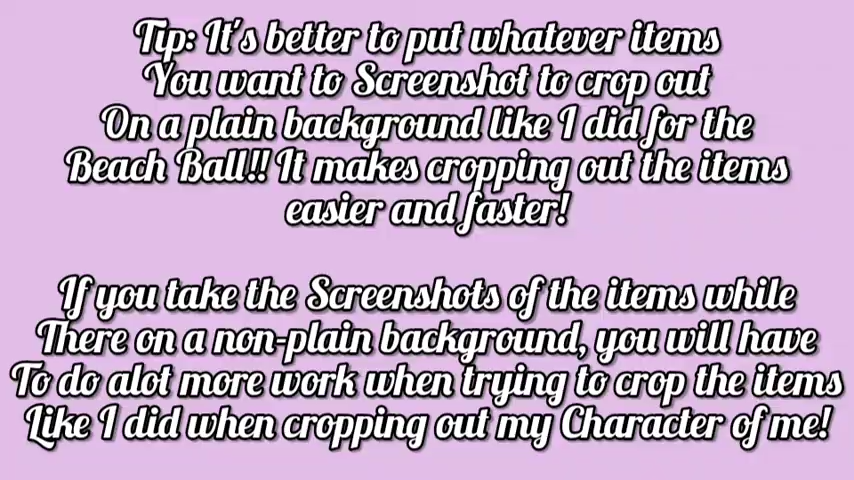 Tip: It's better to put whatever items
You want to Screenshot to crop out
On a plain background like I did for the
Beach Ball!! It makes cropping out the items
easier and faster!
If you take the Screenshots of the items while
There on a non-plain background, you will have
To do alot more work when trying to crop the items
Like I did when cropping out my Character of me!